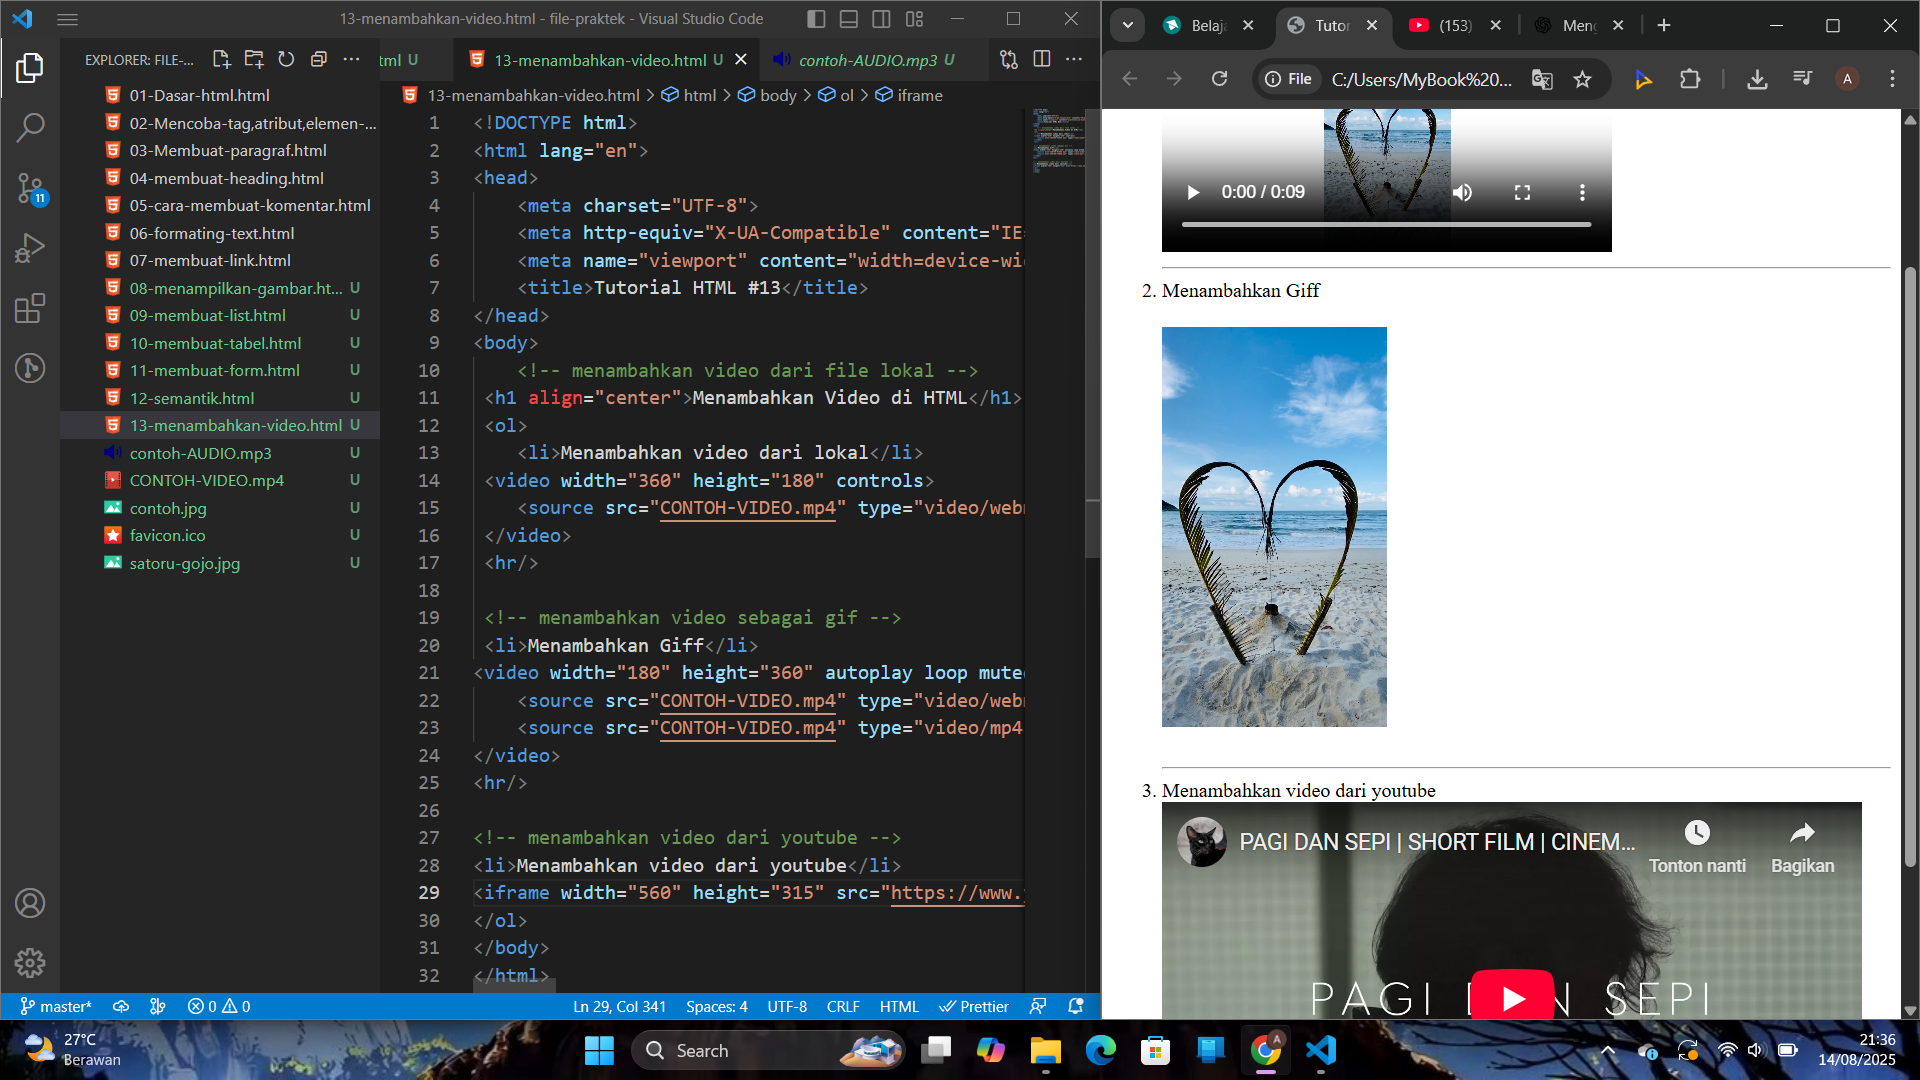 13-menambahkan-video.html - file-praktek - Visual Studio Code
EXPLORER: FILE-...
01-Dasar-html.html
02-Mencoba-tag,atribut,elemen-...
03-Membuat-paragraf.html
04-membuat-heading.html
05-cara-membuat-komentar.html
06-formating-text.html
07-membuat-link.html
08-menampilkan-gambar.ht... U
09-membuat-list.html U
10-membuat-tabel.html U
11-membuat-form.html U
12-semantik.html U
13-menambahkan-video.html U
contoh-AUDIO.mp3 U
CONTOH-VIDEO.mp4 U
contoh.jpg U
favicon.ico U
satoru-gojo.jpg U
11
tml U
13-menambahkan-video.html U
contoh-AUDIO.mp3 U
13-menambahkan-video.html > html > body > ol > iframe
1 <!DOCTYPE html>
2 <html lang="en">
3 <head>
4 <meta charset="UTF-8">
5 <meta http-equiv="X-UA-Compatible" content="IE=
6 <meta name="viewport" content="width=device-wi
7 <title>Tutorial HTML #13</title>
8 </head>
9 <body>
10 <!-- menambahkan video dari file lokal -->
11 <h1 align="center">Menambahkan Video di HTML</h1>
12 <ol>
13 <li>Menambahkan video dari lokal</li>
14 <video width="360" height="180" controls>
15 <source src="CONTOH-VIDEO.mp4" type="video/webm
16 </video>
17 <hr/>
18
19 <!-- menambahkan video sebagai gif -->
20 <li>Menambahkan Giff</li>
21 <video width="180" height="360" autoplay loop muted
22 <source src="CONTOH-VIDEO.mp4" type="video/webm
23 <source src="CONTOH-VIDEO.mp4" type="video/mp4
24 </video>
25 <hr/>
26
27 <!-- menambahkan video dari youtube -->
28 <li>Menambahkan video dari youtube</li>
29 <iframe width="560" height="315" src="https://www.y
30 </ol>
31 </body>
32 </html>
master* 0 0 Ln 29, Col 341 Spaces: 4 UTF-8 CRLF HTML Prettier
Belaja
Tutor
(153)
Meng
File C:/Users/MyBook%20...
A
0:00 / 0:09
2. Menambahkan Giff
3. Menambahkan video dari youtube
PAGI DAN SEPI | SHORT FILM | CINEM...
Tonton nanti
Bagikan
PAGI D N SEPI
27°C
Berawan
Search
A
21:36
14/08/2025